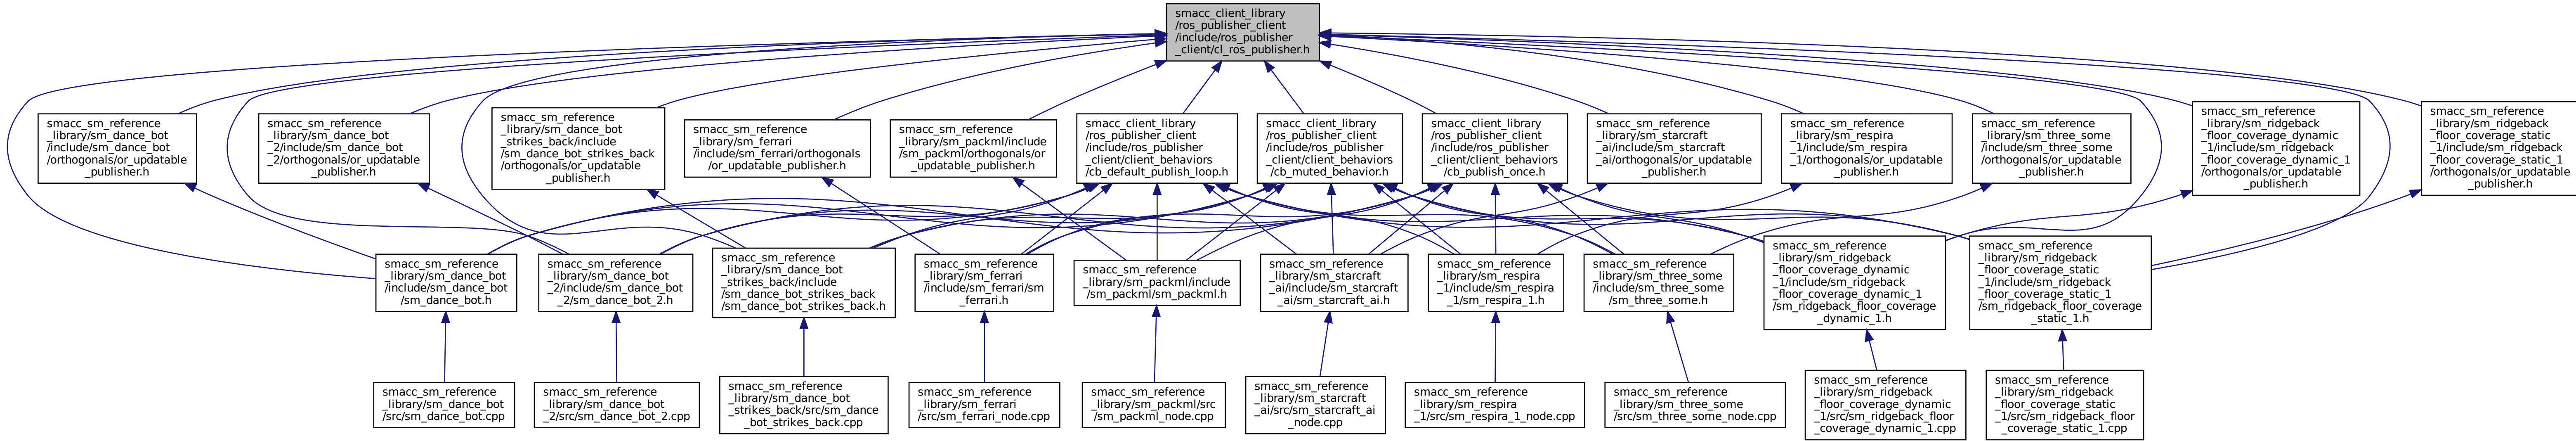 smacc_client_library
/ros_publisher_client
/include/ros_publisher
_client/cl_ros_publisher.h
smacc_sm_reference
_library/sm_dance_bot
/include/sm_dance_bot
/orthogonals/or_updatable
_publisher.h
smacc_sm_reference
_library/sm_dance_bot
_2/include/sm_dance_bot
_2/orthogonals/or_updatable
_publisher.h
smacc_sm_reference
_library/sm_dance_bot
_strikes_back/include
/sm_dance_bot_strikes_back
/orthogonals/or_updatable
_publisher.h
smacc_sm_reference
_library/sm_ferrari
/include/sm_ferrari/orthogonals
/or_updatable_publisher.h
smacc_sm_reference
_library/sm_packml/include
/sm_packml/orthogonals/or
_updatable_publisher.h
smacc_client_library
/ros_publisher_client
/include/ros_publisher
_client/client_behaviors
/cb_default_publish_loop.h
smacc_client_library
/ros_publisher_client
/include/ros_publisher
_client/client_behaviors
/cb_muted_behavior.h
smacc_client_library
/ros_publisher_client
/include/ros_publisher
_client/client_behaviors
/cb_publish_once.h
smacc_sm_reference
_library/sm_starcraft
_ai/include/sm_starcraft
_ai/orthogonals/or_updatable
_publisher.h
smacc_sm_reference
_library/sm_respira
_1/include/sm_respira
_1/orthogonals/or_updatable
_publisher.h
smacc_sm_reference
_library/sm_three_some
/include/sm_three_some
/orthogonals/or_updatable
_publisher.h
smacc_sm_reference
_library/sm_ridgeback
_floor_coverage_dynamic
_1/include/sm_ridgeback
_floor_coverage_dynamic_1
/orthogonals/or_updatable
_publisher.h
smacc_sm_reference
_library/sm_ridgeback
_floor_coverage_static
_1/include/sm_ridgeback
_floor_coverage_static_1
/orthogonals/or_updatable
_publisher.h
smacc_sm_reference
_library/sm_dance_bot
/include/sm_dance_bot
/sm_dance_bot.h
smacc_sm_reference
_library/sm_dance_bot
_2/include/sm_dance_bot
_2/sm_dance_bot_2.h
smacc_sm_reference
_library/sm_dance_bot
_strikes_back/include
/sm_dance_bot_strikes_back
/sm_dance_bot_strikes_back.h
smacc_sm_reference
_library/sm_ferrari
/include/sm_ferrari/sm
_ferrari.h
smacc_sm_reference
_library/sm_packml/include
/sm_packml/sm_packml.h
smacc_sm_reference
_library/sm_starcraft
_ai/include/sm_starcraft
_ai/sm_starcraft_ai.h
smacc_sm_reference
_library/sm_respira
_1/include/sm_respira
_1/sm_respira_1.h
smacc_sm_reference
_library/sm_three_some
/include/sm_three_some
/sm_three_some.h
smacc_sm_reference
_library/sm_ridgeback
_floor_coverage_dynamic
_1/include/sm_ridgeback
_floor_coverage_dynamic_1
/sm_ridgeback_floor_coverage
_dynamic_1.h
smacc_sm_reference
_library/sm_ridgeback
_floor_coverage_static
_1/include/sm_ridgeback
_floor_coverage_static_1
/sm_ridgeback_floor_coverage
_static_1.h
smacc_sm_reference
_library/sm_dance_bot
/src/sm_dance_bot.cpp
smacc_sm_reference
_library/sm_dance_bot
_2/src/sm_dance_bot_2.cpp
smacc_sm_reference
_library/sm_dance_bot
_strikes_back/src/sm_dance
_bot_strikes_back.cpp
smacc_sm_reference
_library/sm_ferrari
/src/sm_ferrari_node.cpp
smacc_sm_reference
_library/sm_packml/src
/sm_packml_node.cpp
smacc_sm_reference
_library/sm_starcraft
_ai/src/sm_starcraft_ai
_node.cpp
smacc_sm_reference
_library/sm_respira
_1/src/sm_respira_1_node.cpp
smacc_sm_reference
_library/sm_three_some
/src/sm_three_some_node.cpp
smacc_sm_reference
_library/sm_ridgeback
_floor_coverage_dynamic
_1/src/sm_ridgeback_floor
_coverage_dynamic_1.cpp
smacc_sm_reference
_library/sm_ridgeback
_floor_coverage_static
_1/src/sm_ridgeback_floor
_coverage_static_1.cpp